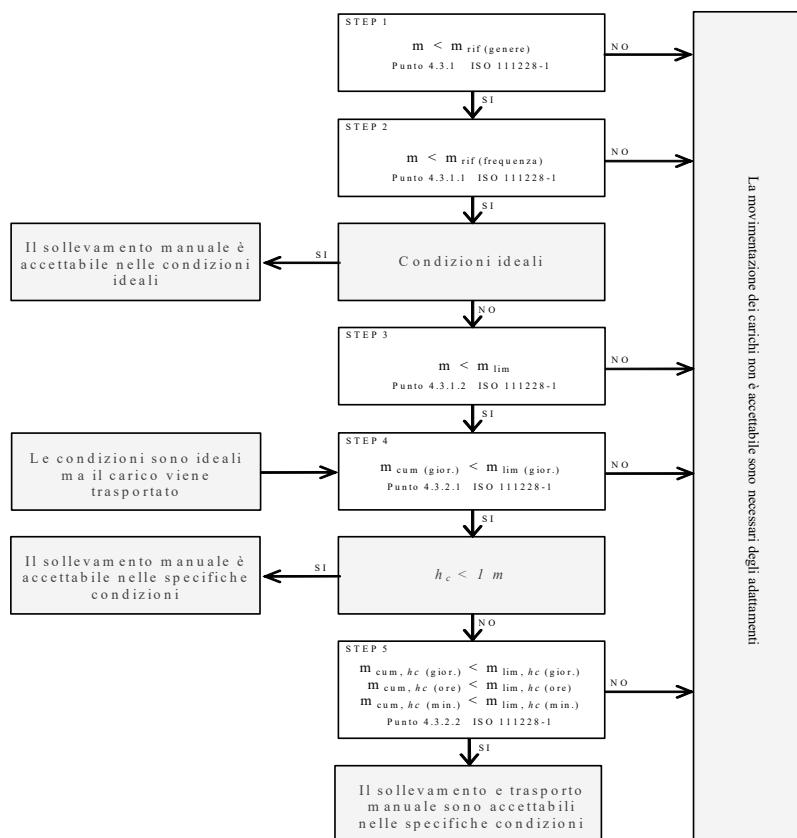 STEP 1
m < m rif (genere)
Punto 4.3.1 ISO 111228-1
NO
SI
STEP 2
m < m rif (frequenza)
Punto 4.3.1.1 ISO 111228-1
NO
SI
Il sollevamento manuale è
accettabile nelle condizioni
ideali
SI
Condizioni ideali
NO
STEP 3
m < m lim
Punto 4.3.1.2 ISO 111228-1
NO
SI
Le condizioni sono ideali
ma il carico viene
trasportato
STEP 4
m cum (gior.) < m lim (gior.)
Punto 4.3.2.1 ISO 111228-1
NO
SI
Il sollevamento manuale è
accettabile nelle specifiche
condizioni
SI
h c < 1 m
NO
STEP 5
m cum, hc (gior.) < m lim, hc (gior.)
m cum, hc (ore) < m lim, hc (ore)
m cum, hc (min.) < m lim, hc (min.)
Punto 4.3.2.2 ISO 111228-1
NO
SI
Il sollevamento e trasporto
manuale sono accettabili
nelle specifiche condizioni
La movimentazione dei carichi non è accettabile sono necessari degli adattamenti